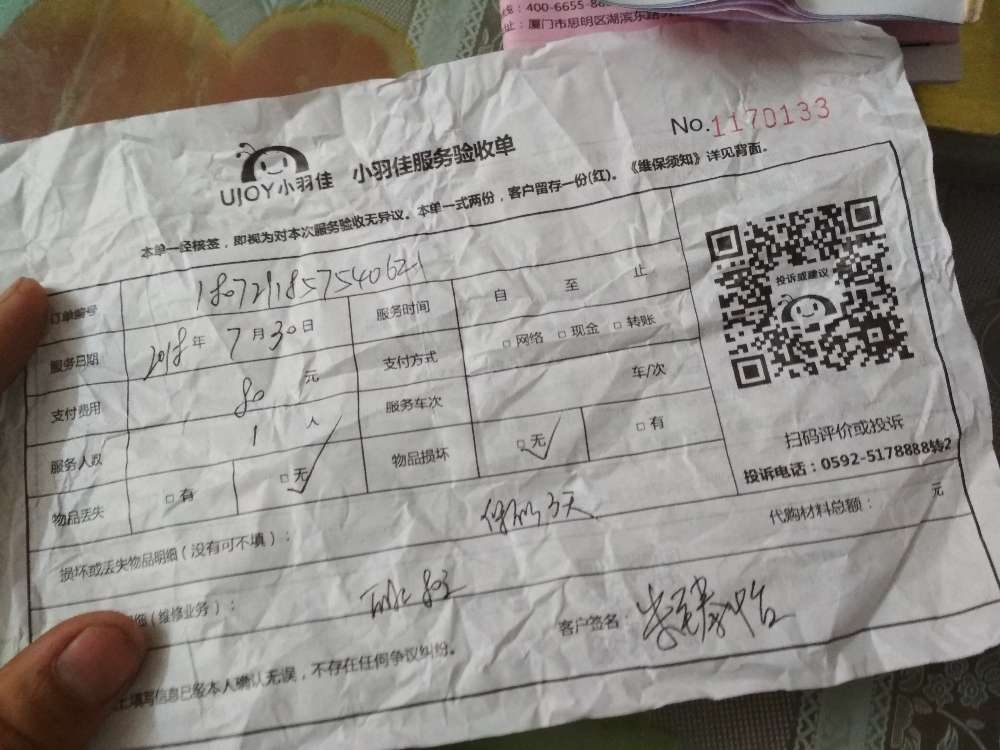 400-6655-86
址：厦门市思明区湖滨东路
No.1170133
UJOY小羽佳 小羽佳服务验收单
本单一经核签，即视为对本次服务验收无异议。本单一式两份，客户留存一份(红)。《维保须知》详见背面。
订单编号 服务时间 自 至 止
服务日期 2018年7月30日 支付方式 □网络 □现金 □转账
支付费用 80 元 服务车次 车/次
服务人数 1 人 物品损坏 □无 □有
物品丢失 □有 □无
投诉或建议
扫码评价或投诉
投诉电话：0592-5178888转2
损坏或丢失物品明细（没有可不填）： 3天
代购材料总额： 元
（维修业务）：
客户签名：
填写信息已经本人确认无误，不存在任何争议纠纷。